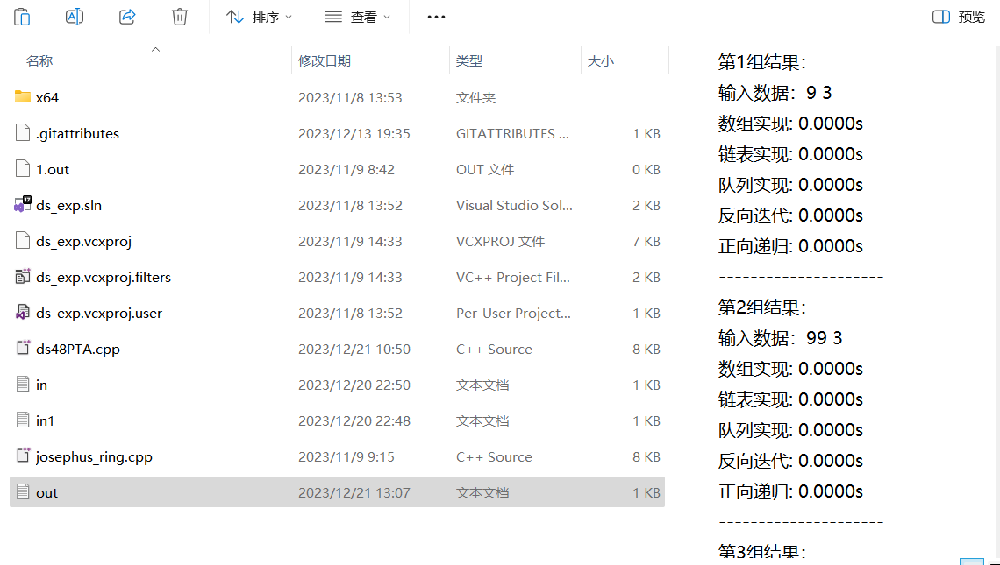 排序 查看 预览
名称 修改日期 类型 大小
x64 2023/11/8 13:53 文件夹
.gitattributes 2023/12/13 19:35 GITATTRIBUTES ... 1 KB
1.out 2023/11/9 8:42 OUT 文件 0 KB
ds_exp.sln 2023/11/8 13:52 Visual Studio Sol... 2 KB
ds_exp.vcxproj 2023/11/9 14:33 VCXPROJ 文件 7 KB
ds_exp.vcxproj.filters 2023/11/9 14:33 VC++ Project Fil... 2 KB
ds_exp.vcxproj.user 2023/11/8 13:52 Per-User Project... 1 KB
ds48PTA.cpp 2023/12/21 10:50 C++ Source 8 KB
in 2023/12/20 22:50 文本文档 1 KB
in1 2023/12/20 22:48 文本文档 1 KB
josephus_ring.cpp 2023/11/9 9:15 C++ Source 8 KB
out 2023/12/21 13:07 文本文档 1 KB
第1组结果：
输入数据：9 3
数组实现: 0.0000s
链表实现: 0.0000s
队列实现: 0.0000s
反向迭代: 0.0000s
正向递归: 0.0000s
---------------------
第2组结果：
输入数据：99 3
数组实现: 0.0000s
链表实现: 0.0000s
队列实现: 0.0000s
反向迭代: 0.0000s
正向递归: 0.0000s
---------------------
第3组结果：